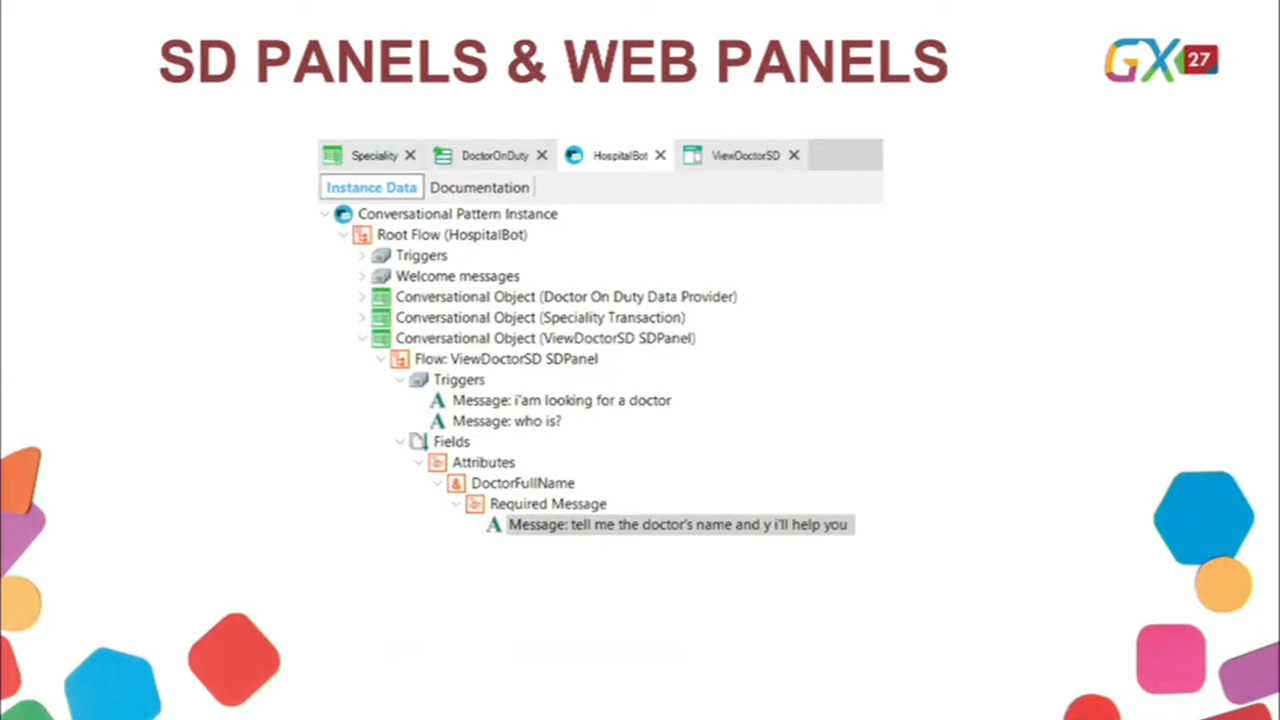 SD PANELS & WEB PANELS
GX 27
Speciality DoctorOnDuty HospitalBot ViewDoctorSD
Instance Data Documentation
Conversational Pattern Instance
Root Flow (HospitalBot)
Triggers
Welcome messages
Conversational Object (Doctor On Duty Data Provider)
Conversational Object (Speciality Transaction)
Conversational Object (ViewDoctorSD SDPanel)
Flow: ViewDoctorSD SDPanel
Triggers
Message: i'am looking for a doctor
Message: who is?
Fields
Attributes
& DoctorFullName
Required Message
Message: tell me the doctor's name and y i'll help you